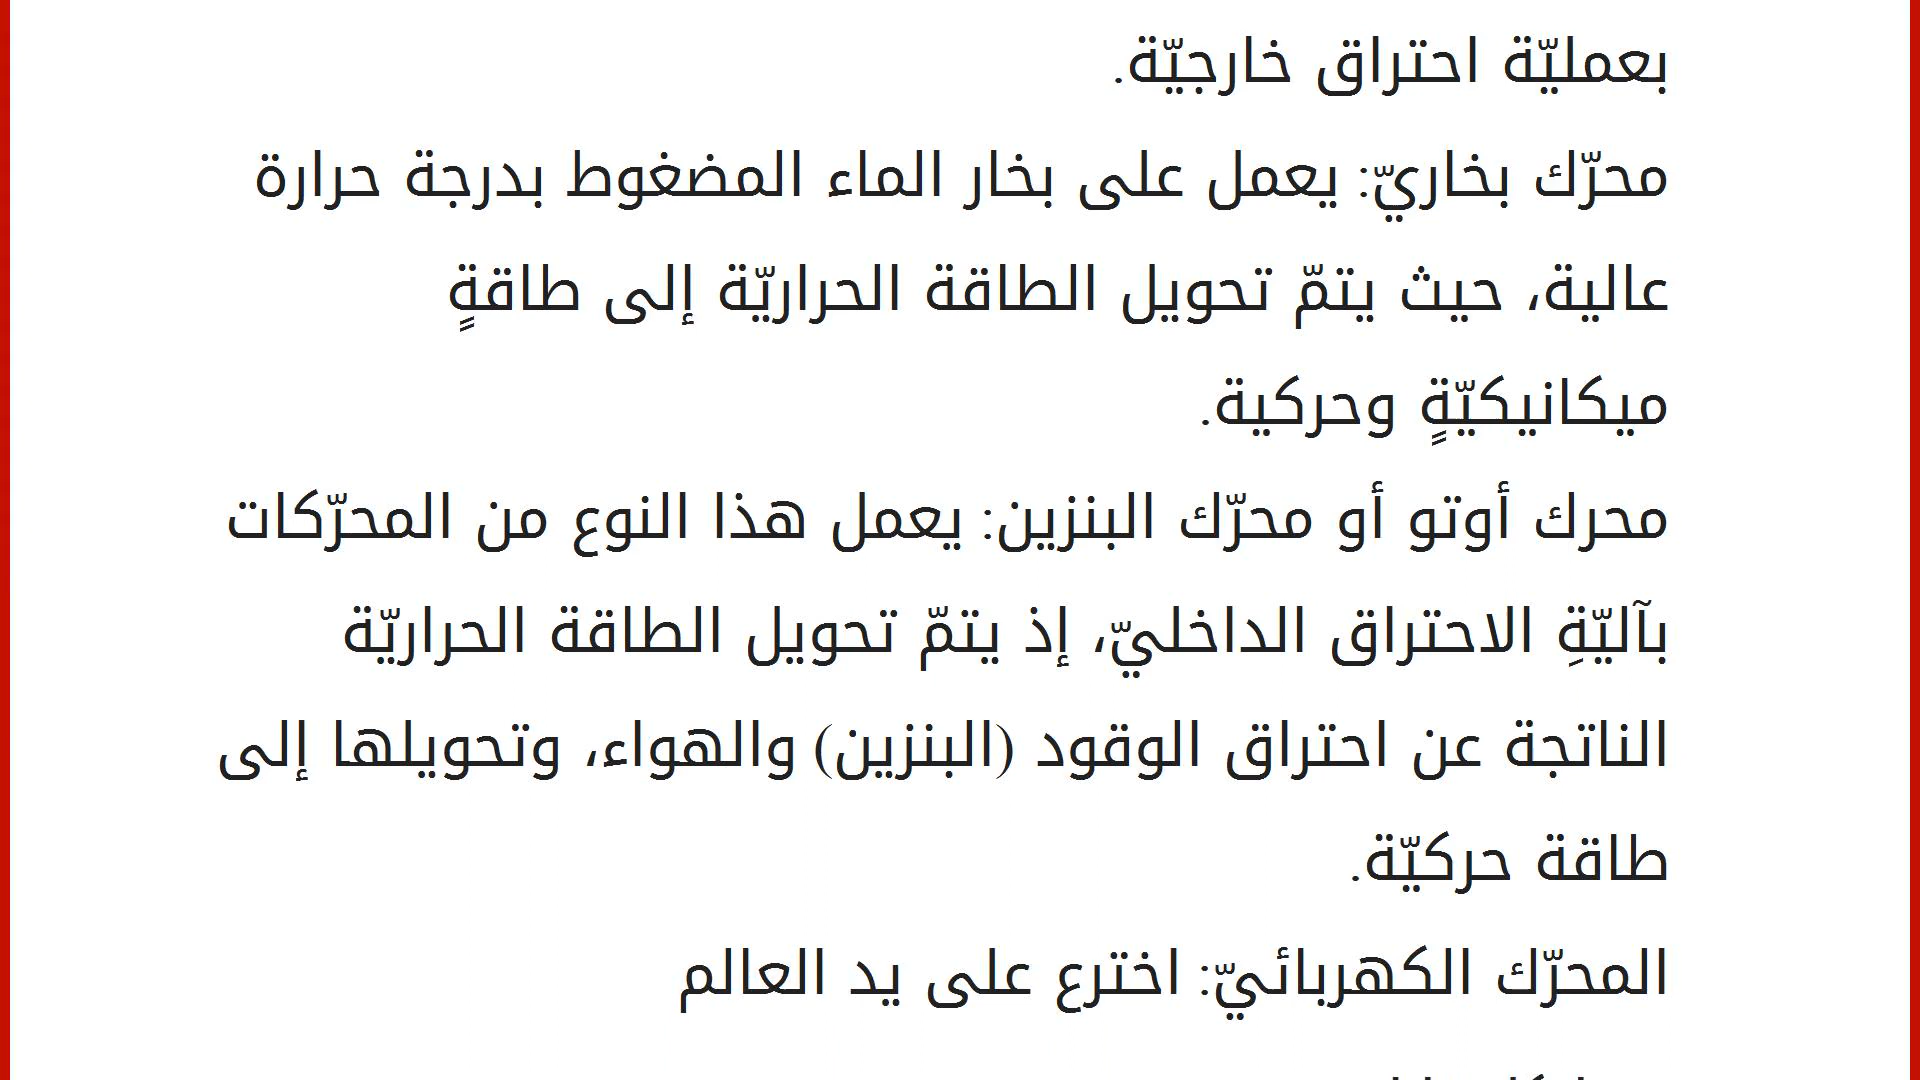 بعمليّة احتراق خارجيّة.
محرّك بخاريّ: يعمل على بخار الماء المضغوط بدرجة حرارة
عالية، حيث يتمّ تحويل الطاقة الحراريّة إلى طاقةٍ
ميكانيكيّةٍ وحركية.
محرك أوتو أو محرّك البنزين: يعمل هذا النوع من المحرّكات
بآليّةِ الاحتراق الداخليّ، إذ يتمّ تحويل الطاقة الحراريّة
الناتجة عن احتراق الوقود (البنزين) والهواء، وتحويلها إلى
طاقة حركيّة.
المحرّك الكهربائيّ: اخترع على يد العالم